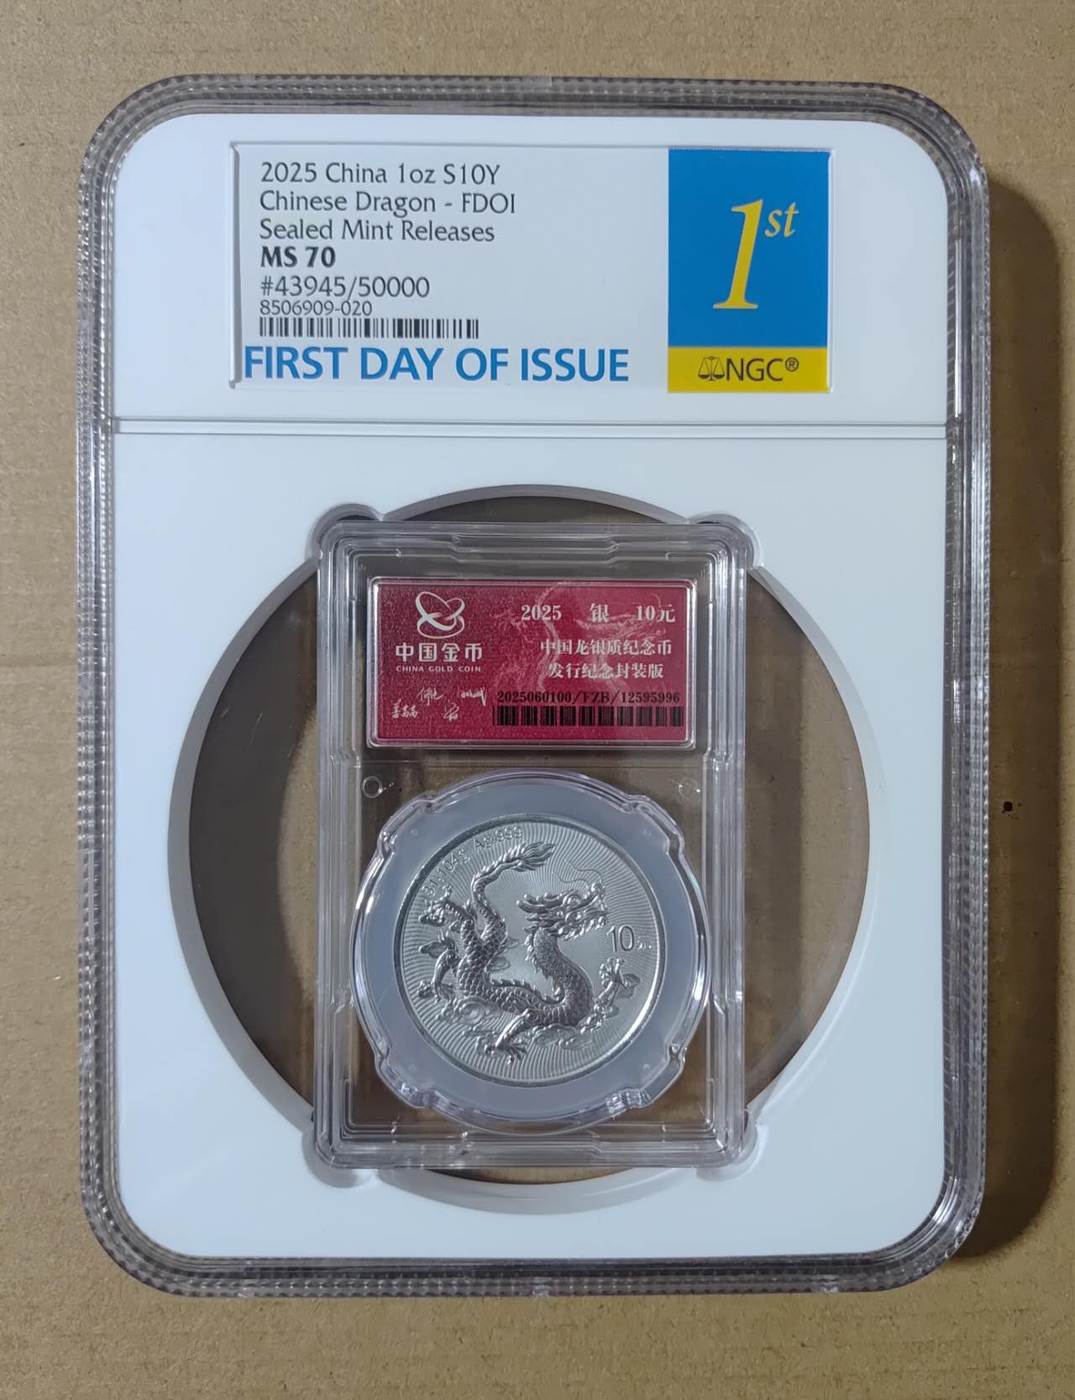 2025 China 1oz S10Y
Chinese Dragon - FDOI
Sealed Mint Releases
MS 70
#43945/50000
8506909-020
FIRST DAY OF ISSUE
1st
NGC®
中国金币
CHINA GOLD COIN
2025 银 10元
中国龙银质纪念币
发行纪念封装版
2025060100/FZB/12595996
10元